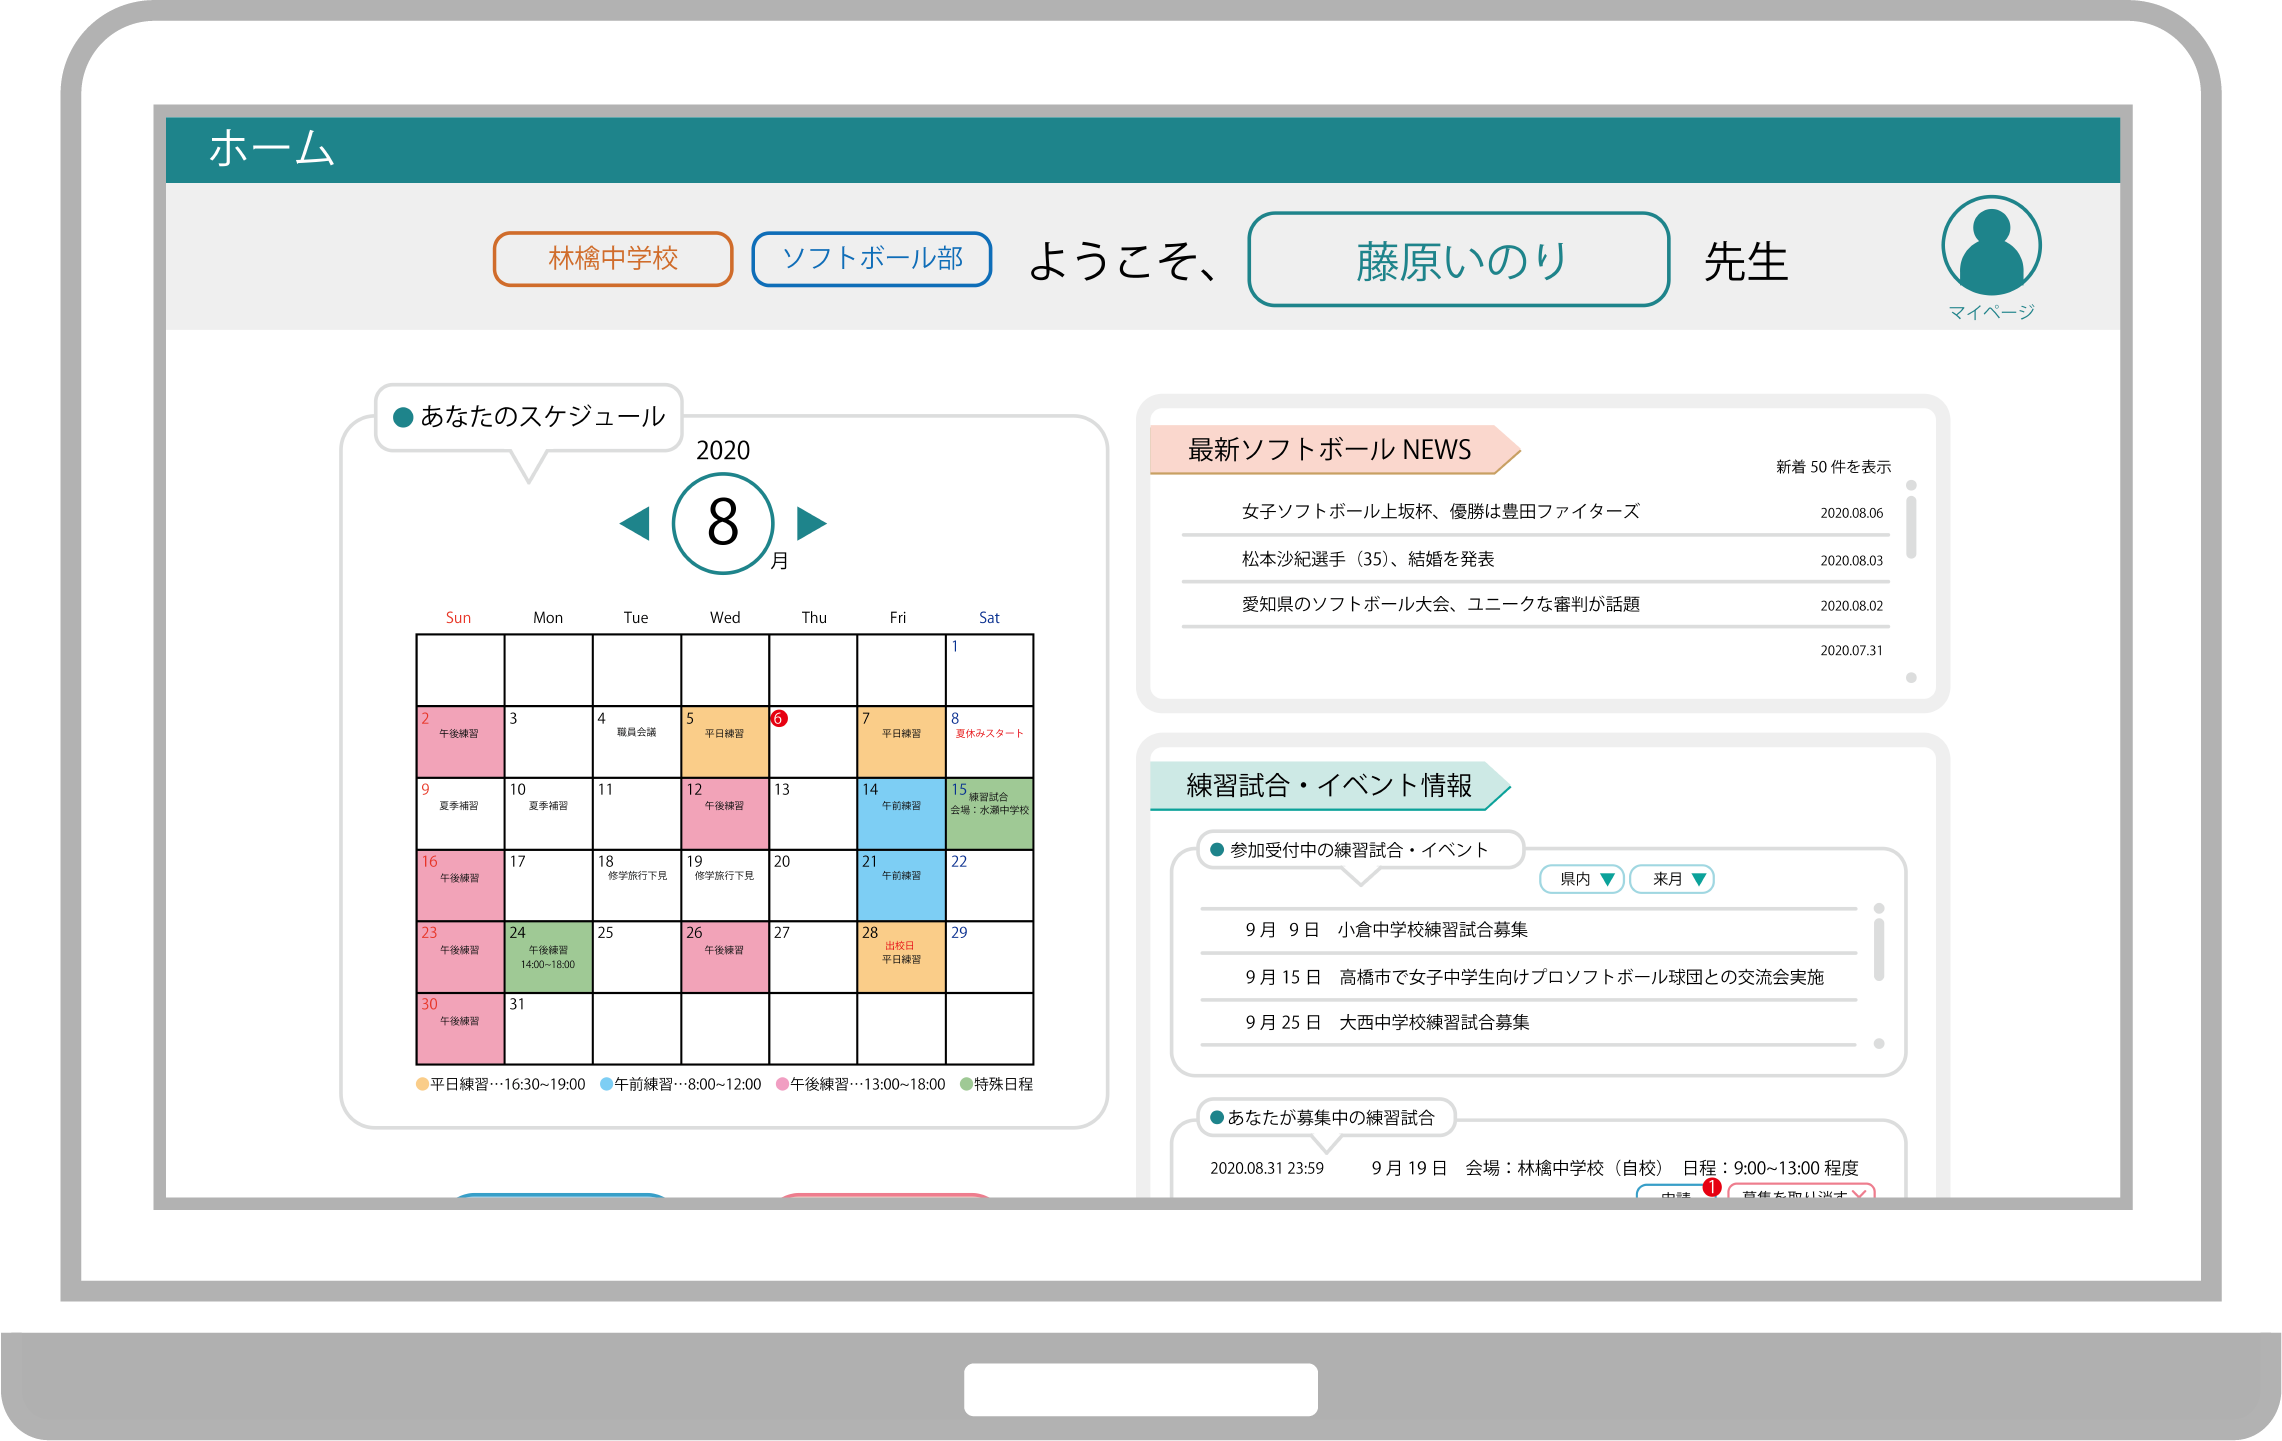 ホーム
林檎中学校 ソフトボール部 ようこそ、 藤原いのり 先生
マイページ
●あなたのスケジュール
2020
◀ 8 ▶
月
Sun Mon Tue Wed Thu Fri Sat
1
2 3 4 5 6 7 8
午後練習 職員会議 平日練習 平日練習 夏休みスタート
9 10 11 12 13 14 15
夏季補習 夏季補習 午後練習 午前練習 練習試合
会場：水瀬中学校
16 17 18 19 20 21 22
午後練習 修学旅行下見 修学旅行下見 午前練習
23 24 25 26 27 28 29
午後練習 午後練習 午後練習 出校日
14:00~18:00 平日練習
30 31
午後練習
●平日練習…16:30~19:00 ●午前練習…8:00~12:00 ●午後練習…13:00~18:00 ●特殊日程
最新ソフトボール NEWS
新着 50 件を表示
女子ソフトボール上坂杯、優勝は豊田ファイターズ 2020.08.06
松本沙紀選手（35）、結婚を発表 2020.08.03
愛知県のソフトボール大会、ユニークな審判が話題 2020.08.02
2020.07.31
練習試合・イベント情報
●参加受付中の練習試合・イベント
県内 ▼ 来月 ▼
9 月 9 日 小倉中学校練習試合募集
9 月 15 日 高橋市で女子中学生向けプロソフトボール球団との交流会実施
9 月 25 日 大西中学校練習試合募集
●あなたが募集中の練習試合
2020.08.31 23:59 9 月 19 日 会場：林檎中学校（自校） 日程：9:00~13:00 程度
申請 1 募集を取り消す